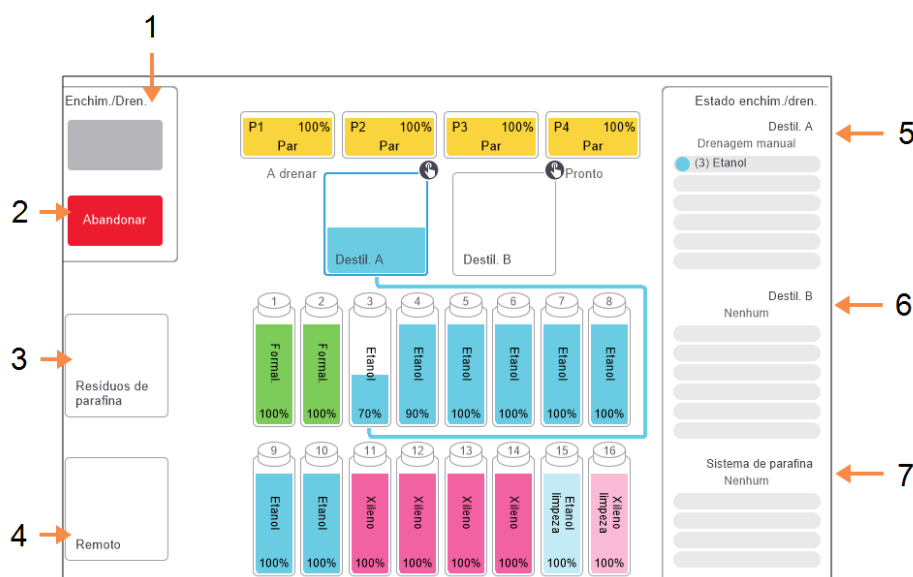 1
Enchim./Dren.
Abandonar
2
3
Resíduos de
parafina
4
Remoto
P1 100%
Par
P2 100%
Par
P3 100%
Par
P4 100%
Par
A drenar
Pronto
Destil. A
Destil. B
1
Formal.
100%
2
Formal.
100%
3
Etanol
70%
4
Etanol
90%
5
Etanol
100%
6
Etanol
100%
7
Etanol
100%
8
Etanol
100%
9
Etanol
100%
10
Etanol
100%
11
Xileno
100%
12
Xileno
100%
13
Xileno
100%
14
Xileno
100%
15
Etanol
limpeza
100%
16
Xileno
limpeza
100%
Estado enchim./dren.
Destil. A
Drenagem manual
(3) Etanol
5
Destil. B
Nenhum
6
Sistema de parafina
Nenhum
7